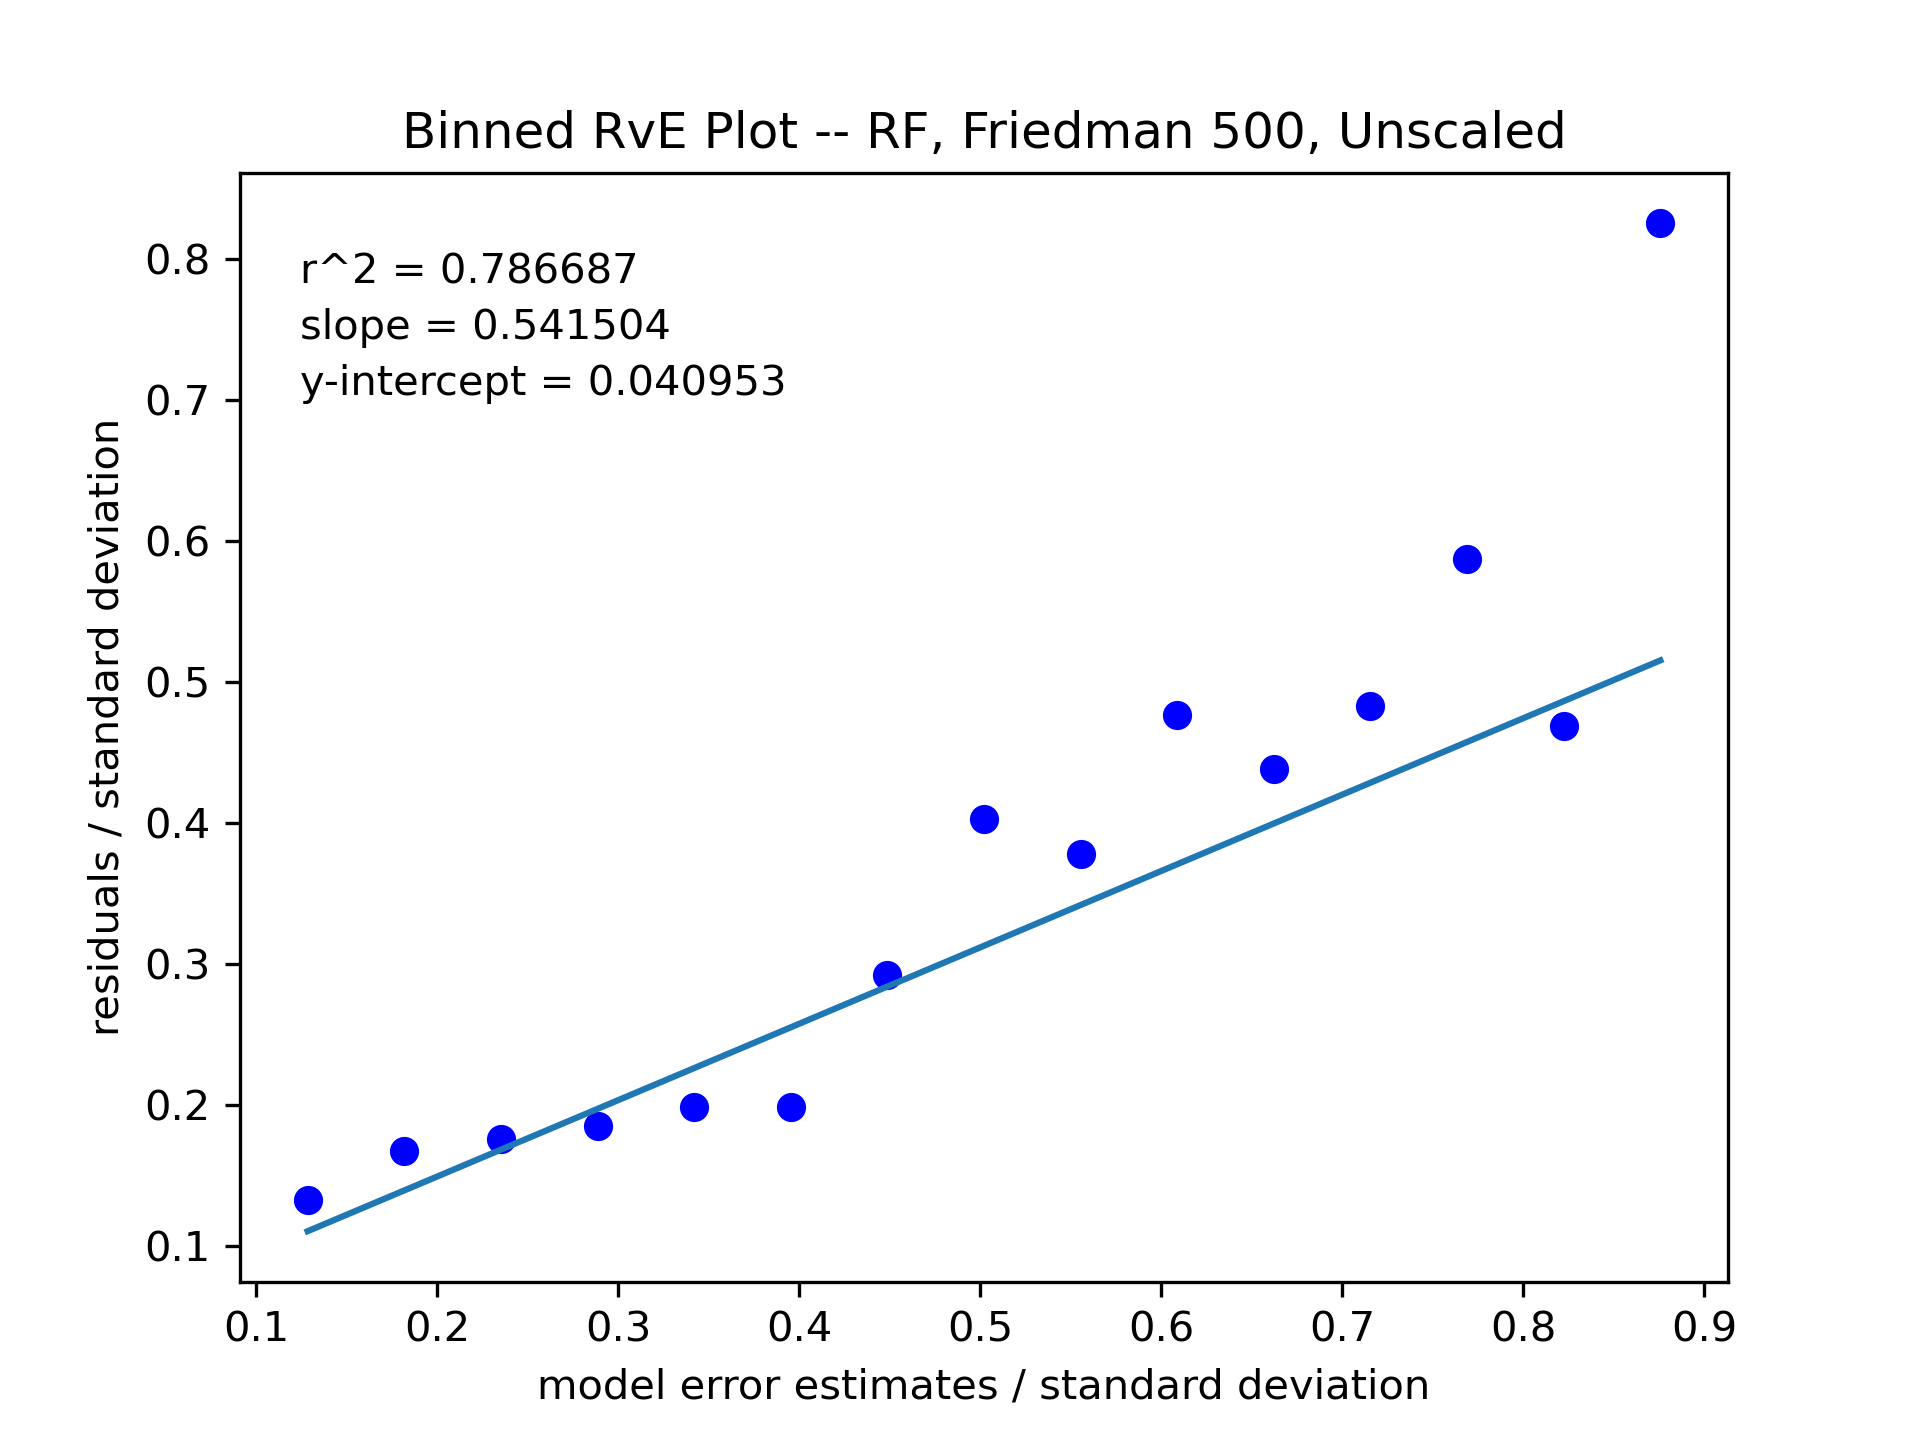 Binned RvE Plot -- RF, Friedman 500, Unscaled
r^2 = 0.786687
slope = 0.541504
y-intercept = 0.040953
residuals / standard deviation
0.8
0.7
0.6
0.5
0.4
0.3
0.2
0.1
0.1 0.2 0.3 0.4 0.5 0.6 0.7 0.8 0.9
model error estimates / standard deviation